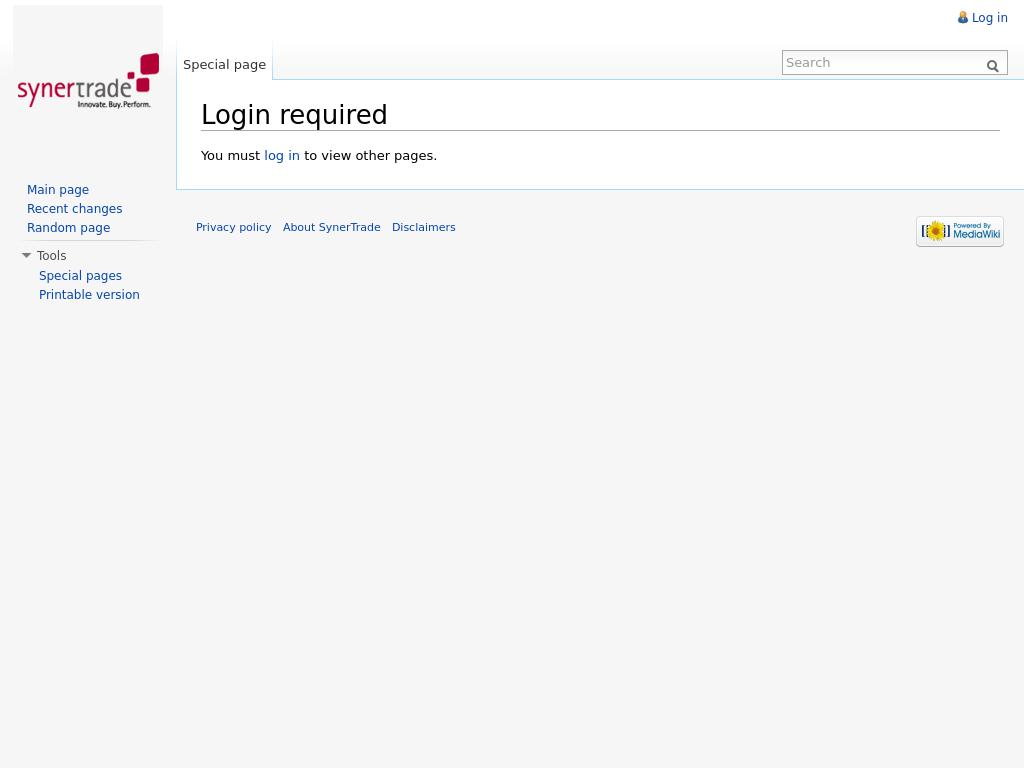 Log in
synertrade
Innovate. Buy. Perform.
Special page
Search
Login required
You must log in to view other pages.
Main page
Recent changes
Random page
Tools
Special pages
Printable version
Privacy policy About SynerTrade Disclaimers
Powered By
MediaWiki